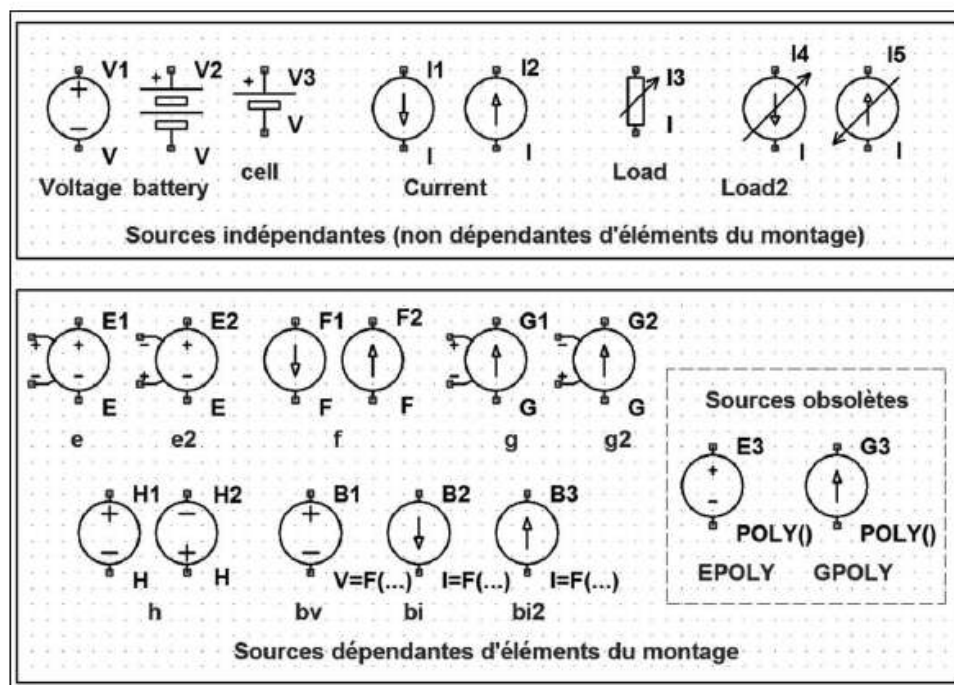 V1 V2 V3 I1 I2 I3 I4 I5
+ + +
−
V V V I I I I I
Voltage battery cell Current Load Load2
Sources indépendantes (non dépendantes d'éléments du montage)
E1 E2 F1 F2 G1 G2
+ + − + + −
− − + − − +
E E F F G G
e e2 f g g2
Sources obsolètes
E3 G3
+
-
POLY() POLY()
EPOLY GPOLY
H1 H2 B1 B2 B3
+ − +
− + −
H H V=F(...) I=F(...) I=F(...)
h bv bi bi2
Sources dépendantes d'éléments du montage